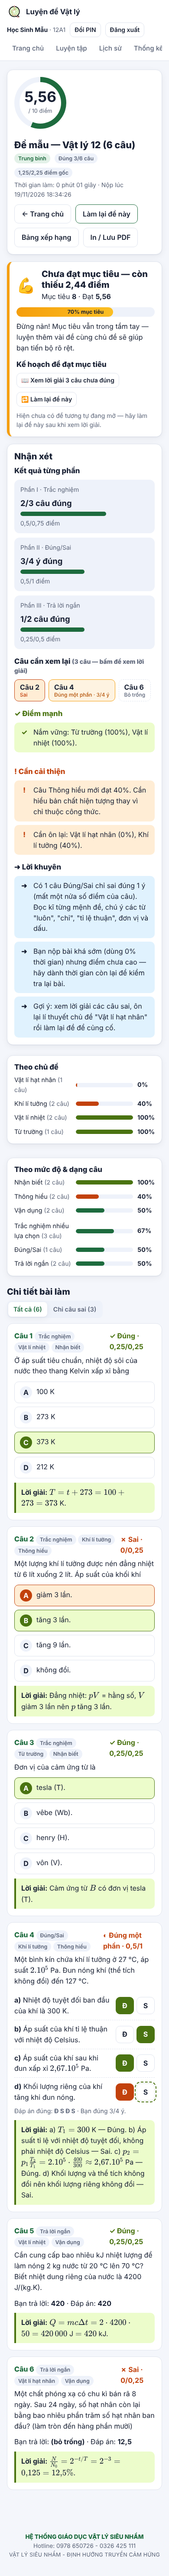 Luyện đề Vật lý
Học Sinh Mẫu · 12A1 Đổi PIN Đăng xuất
Trang chủ Luyện tập Lịch sử Thống kê
5,56
/ 10 điểm
Đề mẫu — Vật lý 12 (6 câu)
Trung bình Đúng 3/6 câu
1,25/2,25 điểm gốc
Thời gian làm: 0 phút 01 giây · Nộp lúc
19/11/2026 18:34:26
← Trang chủ Làm lại đề này
Bảng xếp hạng In / Lưu PDF
Chưa đạt mục tiêu — còn
thiếu 2,44 điểm
Mục tiêu 8 · Đạt 5,56
70% mục tiêu
Đừng nản! Mục tiêu vẫn trong tầm tay —
luyện thêm vài đề cùng chủ đề sẽ giúp
bạn tiến bộ rõ rệt.
Kế hoạch để đạt mục tiêu
Xem lời giải 3 câu chưa đúng
Làm lại đề này
Hiện chưa có đề tương tự đang mở — hãy làm
lại đề này sau khi xem lời giải.
Nhận xét
Kết quả từng phần
Phần I · Trắc nghiệm
2/3 câu đúng
0,5/0,75 điểm
Phần II · Đúng/Sai
3/4 ý đúng
0,5/1 điểm
Phần III · Trả lời ngắn
1/2 câu đúng
0,25/0,5 điểm
Câu cần xem lại (3 câu — bấm để xem lời
giải)
Câu 2 Câu 4 Câu 6
Sai Đúng một phần · 3/4 ý Bỏ trống
✓ Điểm mạnh
✓ Nắm vững: Từ trường (100%), Vật lí
nhiệt (100%).
! Cần cải thiện
! Câu Thông hiểu mới đạt 40%. Cần
hiểu bản chất hiện tượng thay vì
chỉ thuộc công thức.
! Cần ôn lại: Vật lí hạt nhân (0%), Khí
lí tưởng (40%).
➜ Lời khuyên
➜ Có 1 câu Đúng/Sai chỉ sai đúng 1 ý
(mất một nửa số điểm của câu).
Đọc kĩ từng mệnh đề, chú ý các từ
"luôn", "chỉ", "tỉ lệ thuận", đơn vị và
dấu.
➜ Bạn nộp bài khá sớm (dùng 0%
thời gian) nhưng điểm chưa cao —
hãy dành thời gian còn lại để kiểm
tra lại bài.
➜ Gợi ý: xem lời giải các câu sai, ôn
lại lí thuyết chủ đề "Vật lí hạt nhân"
rồi làm lại đề để củng cố.
Theo chủ đề
Vật lí hạt nhân (1
câu) 0%
Khí lí tưởng (2 câu) 40%
Vật lí nhiệt (2 câu) 100%
Từ trường (1 câu) 100%
Theo mức độ & dạng câu
Nhận biết (2 câu) 100%
Thông hiểu (2 câu) 40%
Vận dụng (2 câu) 50%
Trắc nghiệm nhiều
lựa chọn (3 câu) 67%
Đúng/Sai (1 câu) 50%
Trả lời ngắn (2 câu) 50%
Chi tiết bài làm
Tất cả (6) Chỉ câu sai (3)
Câu 1 Trắc nghiệm ✓ Đúng ·
Vật lí nhiệt Nhận biết 0,25/0,25
Ở áp suất tiêu chuẩn, nhiệt độ sôi của
nước theo thang Kelvin xấp xỉ bằng
A 100 K
B 273 K
C 373 K
D 212 K
Lời giải: T = t + 273 = 100 +
273 = 373 K.
Câu 2 Trắc nghiệm Khí lí tưởng × Sai ·
Thông hiểu 0/0,25
Một lượng khí lí tưởng được nén đẳng nhiệt
từ 6 lít xuống 2 lít. Áp suất của khối khí
A giảm 3 lần.
B tăng 3 lần.
C tăng 9 lần.
D không đổi.
Lời giải: Đẳng nhiệt: pV = hằng số, V
giảm 3 lần nên p tăng 3 lần.
Câu 3 Trắc nghiệm ✓ Đúng ·
Từ trường Nhận biết 0,25/0,25
Đơn vị của cảm ứng từ là
A tesla (T).
B vêbe (Wb).
C henry (H).
D vôn (V).
Lời giải: Cảm ứng từ B có đơn vị tesla
(T).
Câu 4 Đúng/Sai Đúng một
Khí lí tưởng Thông hiểu phần · 0,5/1
Một bình kín chứa khí lí tưởng ở 27 °C, áp
suất 2.10⁵ Pa. Đun nóng khí (thể tích
không đổi) đến 127 °C.
a) Nhiệt độ tuyệt đối ban đầu Đ S
của khí là 300 K.
b) Áp suất của khí tỉ lệ thuận Đ S
với nhiệt độ Celsius.
c) Áp suất của khí sau khi Đ S
đun xấp xỉ 2,67.10⁵ Pa.
d) Khối lượng riêng của khí Đ S
tăng khi đun nóng.
Đáp án đúng: Đ S Đ S · Bạn đúng 3/4 ý.
Lời giải: a) T₁ = 300 K — Đúng. b) Áp
suất tỉ lệ với nhiệt độ tuyệt đối, không
phải nhiệt độ Celsius — Sai. c) p₂ =
p₁ T₂/T₁ = 2.10⁵ · 400/300 ≈ 2,67.10⁵ Pa —
Đúng. d) Khối lượng và thể tích không
đổi nên khối lượng riêng không đổi —
Sai.
Câu 5 Trả lời ngắn ✓ Đúng ·
Vật lí nhiệt Vận dụng 0,25/0,25
Cần cung cấp bao nhiêu kJ nhiệt lượng để
làm nóng 2 kg nước từ 20 °C lên 70 °C?
Biết nhiệt dung riêng của nước là 4200
J/(kg.K).
Bạn trả lời: 420 · Đáp án: 420
Lời giải: Q = mcΔt = 2 · 4200 ·
50 = 420 000 J = 420 kJ.
Câu 6 Trả lời ngắn × Sai ·
Vật lí hạt nhân Vận dụng 0/0,25
Một chất phóng xạ có chu kì bán rã 8
ngày. Sau 24 ngày, số hạt nhân còn lại
bằng bao nhiêu phần trăm số hạt nhân ban
đầu? (làm tròn đến hàng phần mười)
Bạn trả lời: (bỏ trống) · Đáp án: 12,5
Lời giải: N/N₀ = 2^(−t/T) = 2⁻³ =
0,125 = 12,5%.
HỆ THỐNG GIÁO DỤC VẬT LÝ SIÊU NHẦM
Hotline: 0978 650726 - 0326 425 111
VẬT LÝ SIÊU NHẦM - ĐỊNH HƯỚNG TRUYỀN CẢM HỨNG